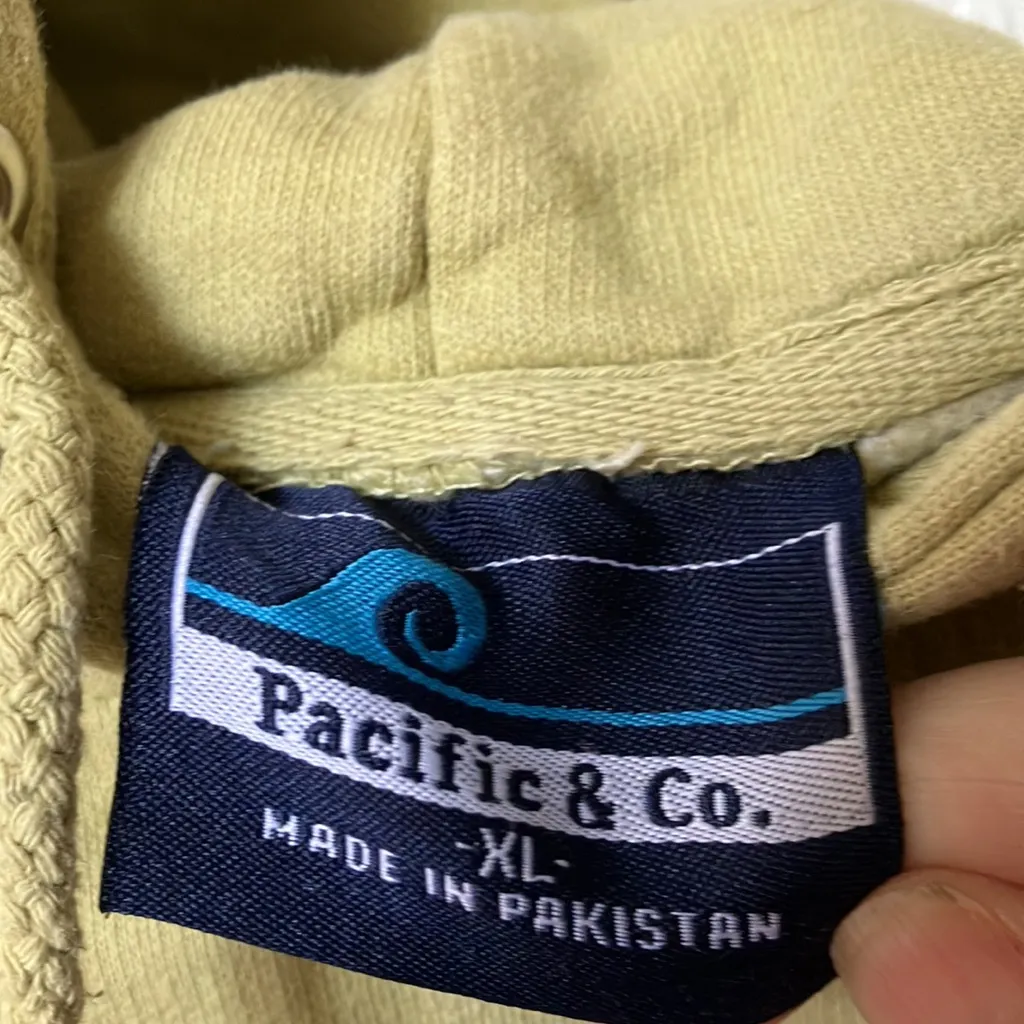 Pacific & Co.
-XL-
MADE IN PAKISTAN